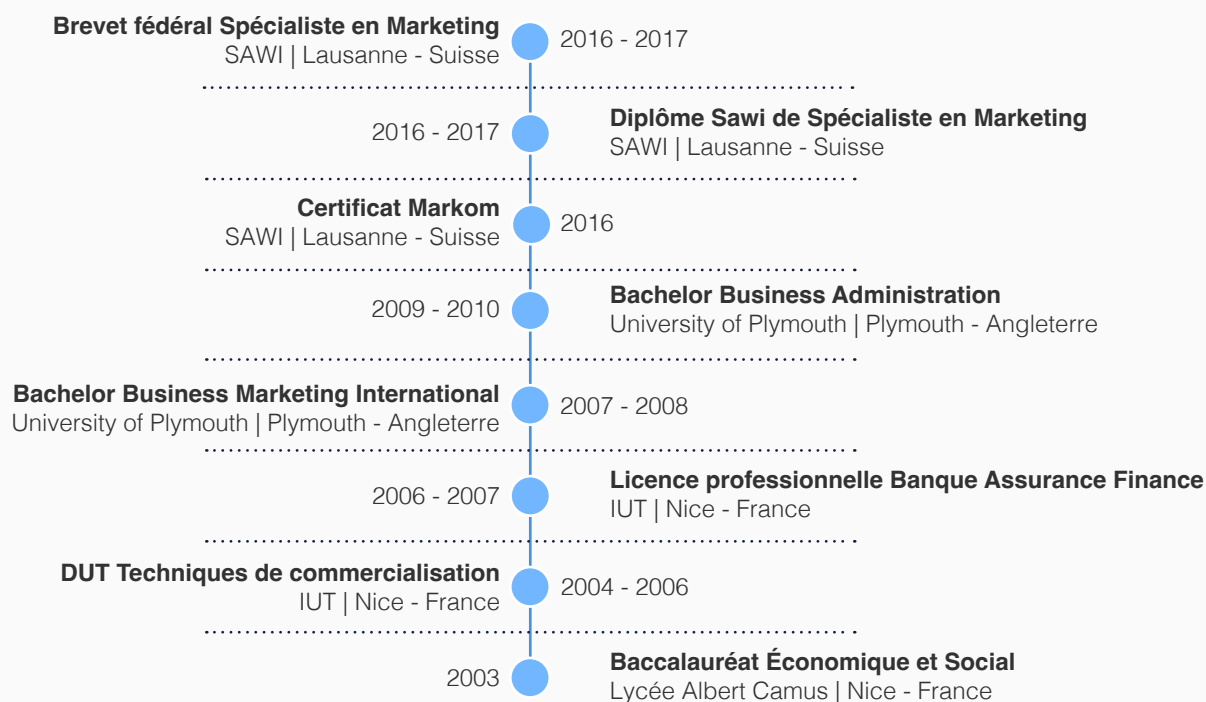 Brevet fédéral Spécialiste en Marketing
SAWI | Lausanne - Suisse
2016 - 2017
2016 - 2017
Diplôme Sawi de Spécialiste en Marketing
SAWI | Lausanne - Suisse
Certificat Markom
SAWI | Lausanne - Suisse
2016
2009 - 2010
Bachelor Business Administration
University of Plymouth | Plymouth - Angleterre
Bachelor Business Marketing International
University of Plymouth | Plymouth - Angleterre
2007 - 2008
2006 - 2007
Licence professionnelle Banque Assurance Finance
IUT | Nice - France
DUT Techniques de commercialisation
IUT | Nice - France
2004 - 2006
2003
Baccalauréat Économique et Social
Lycée Albert Camus | Nice - France